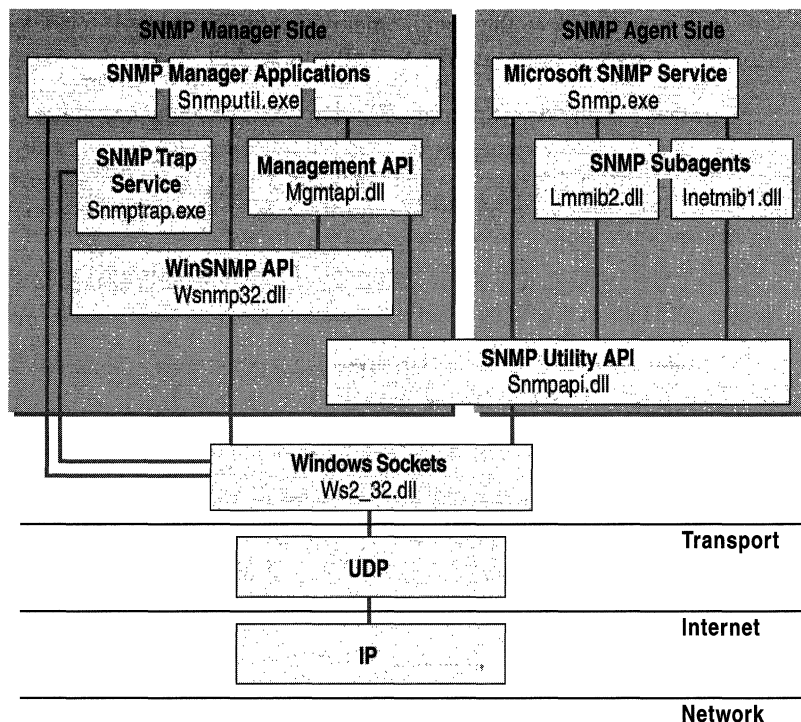 SNMP Manager Side
SNMP Agent Side
SNMP Manager Applications
Snmputil.exe
Microsoft SNMP Service
Snmp.exe
SNMP Trap
Service
Snmptrap.exe
Management API
Mgmtapi.dll
SNMP Subagents
Lmmib2.dll
Inetmib1.dll
WinSNMP API
Wsnmp32.dll
SNMP Utility API
Snmpapi.dll
Windows Sockets
Ws2_32.dll
Transport
UDP
Internet
IP
Network